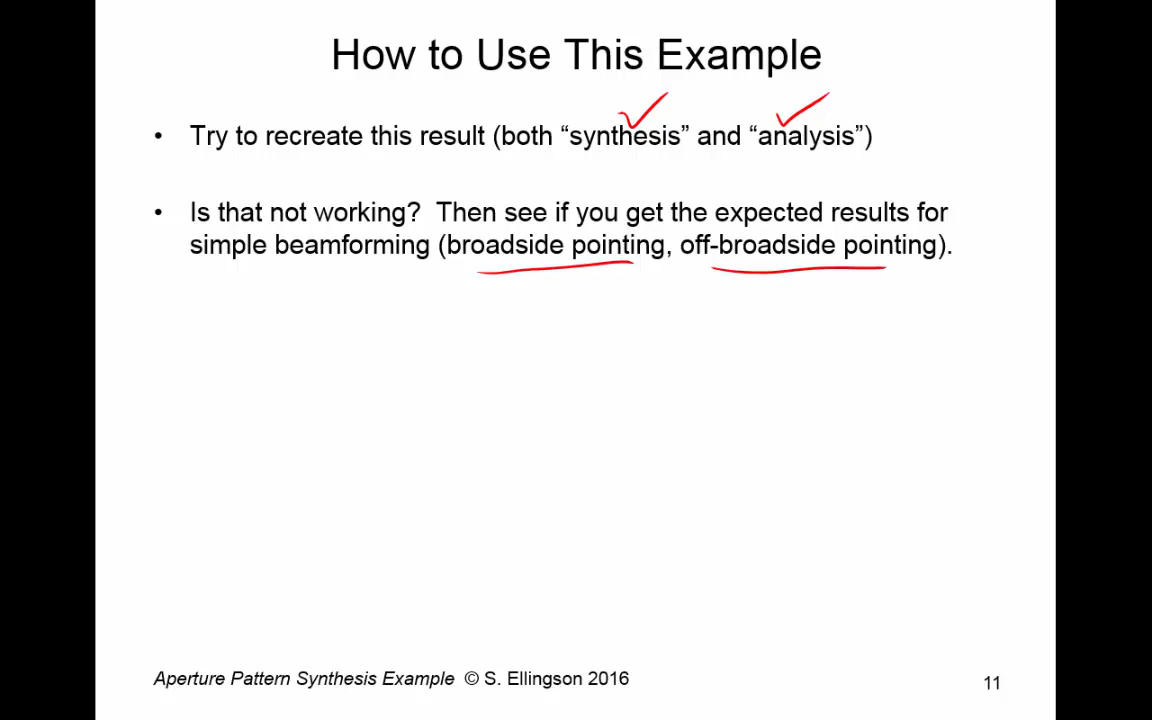 How to Use This Example
• Try to recreate this result (both “synthesis” and “analysis”)
• Is that not working?  Then see if you get the expected results for
simple beamforming (broadside pointing, off-broadside pointing).
Aperture Pattern Synthesis Example © S. Ellingson 2016
11